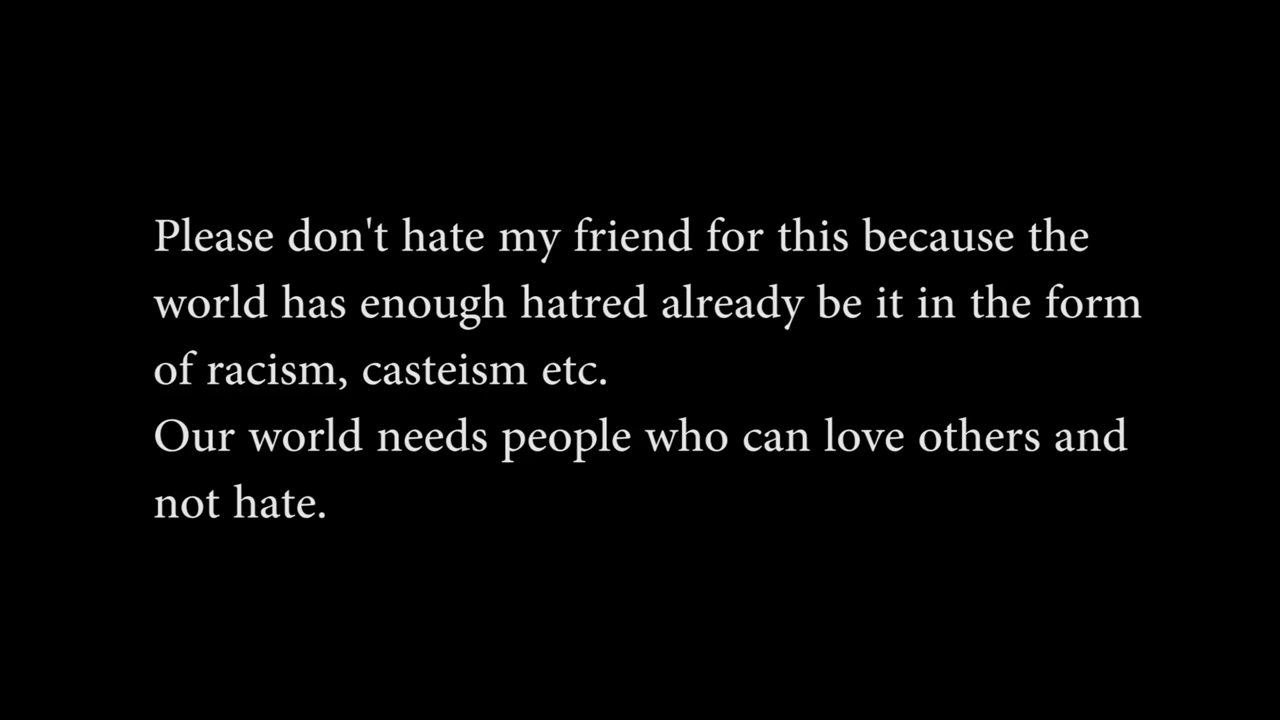 Please don't hate my friend for this because the
world has enough hatred already be it in the form
of racism, casteism etc.
Our world needs people who can love others and
not hate.